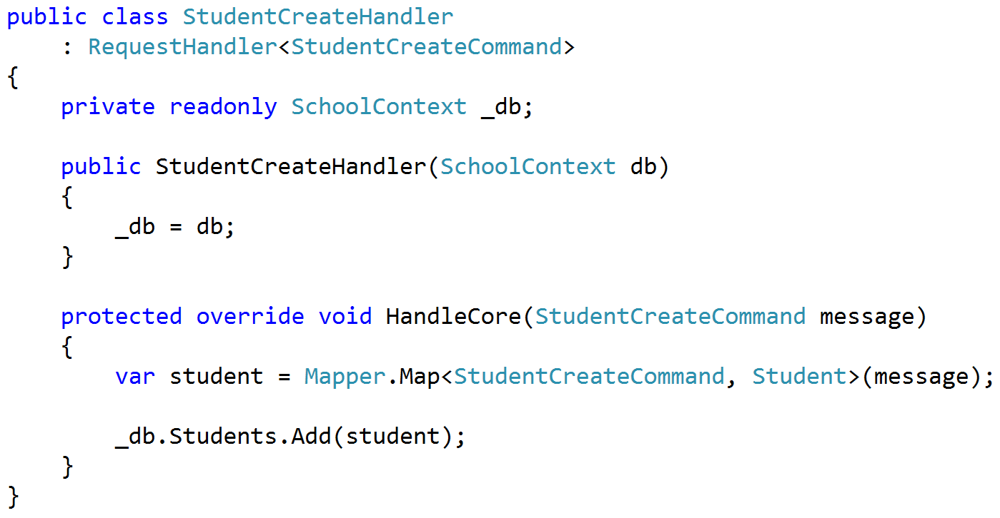 public class StudentCreateHandler
    : RequestHandler<StudentCreateCommand>
{
    private readonly SchoolContext _db;

    public StudentCreateHandler(SchoolContext db)
    {
        _db = db;
    }

    protected override void HandleCore(StudentCreateCommand message)
    {
        var student = Mapper.Map<StudentCreateCommand, Student>(message);

        _db.Students.Add(student);
    }
}